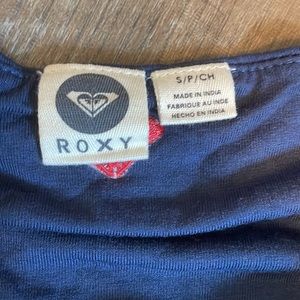 ROXY
S/P/CH
MADE IN INDIA
FABRIQUE AU INDE
HECHO EN INDIA